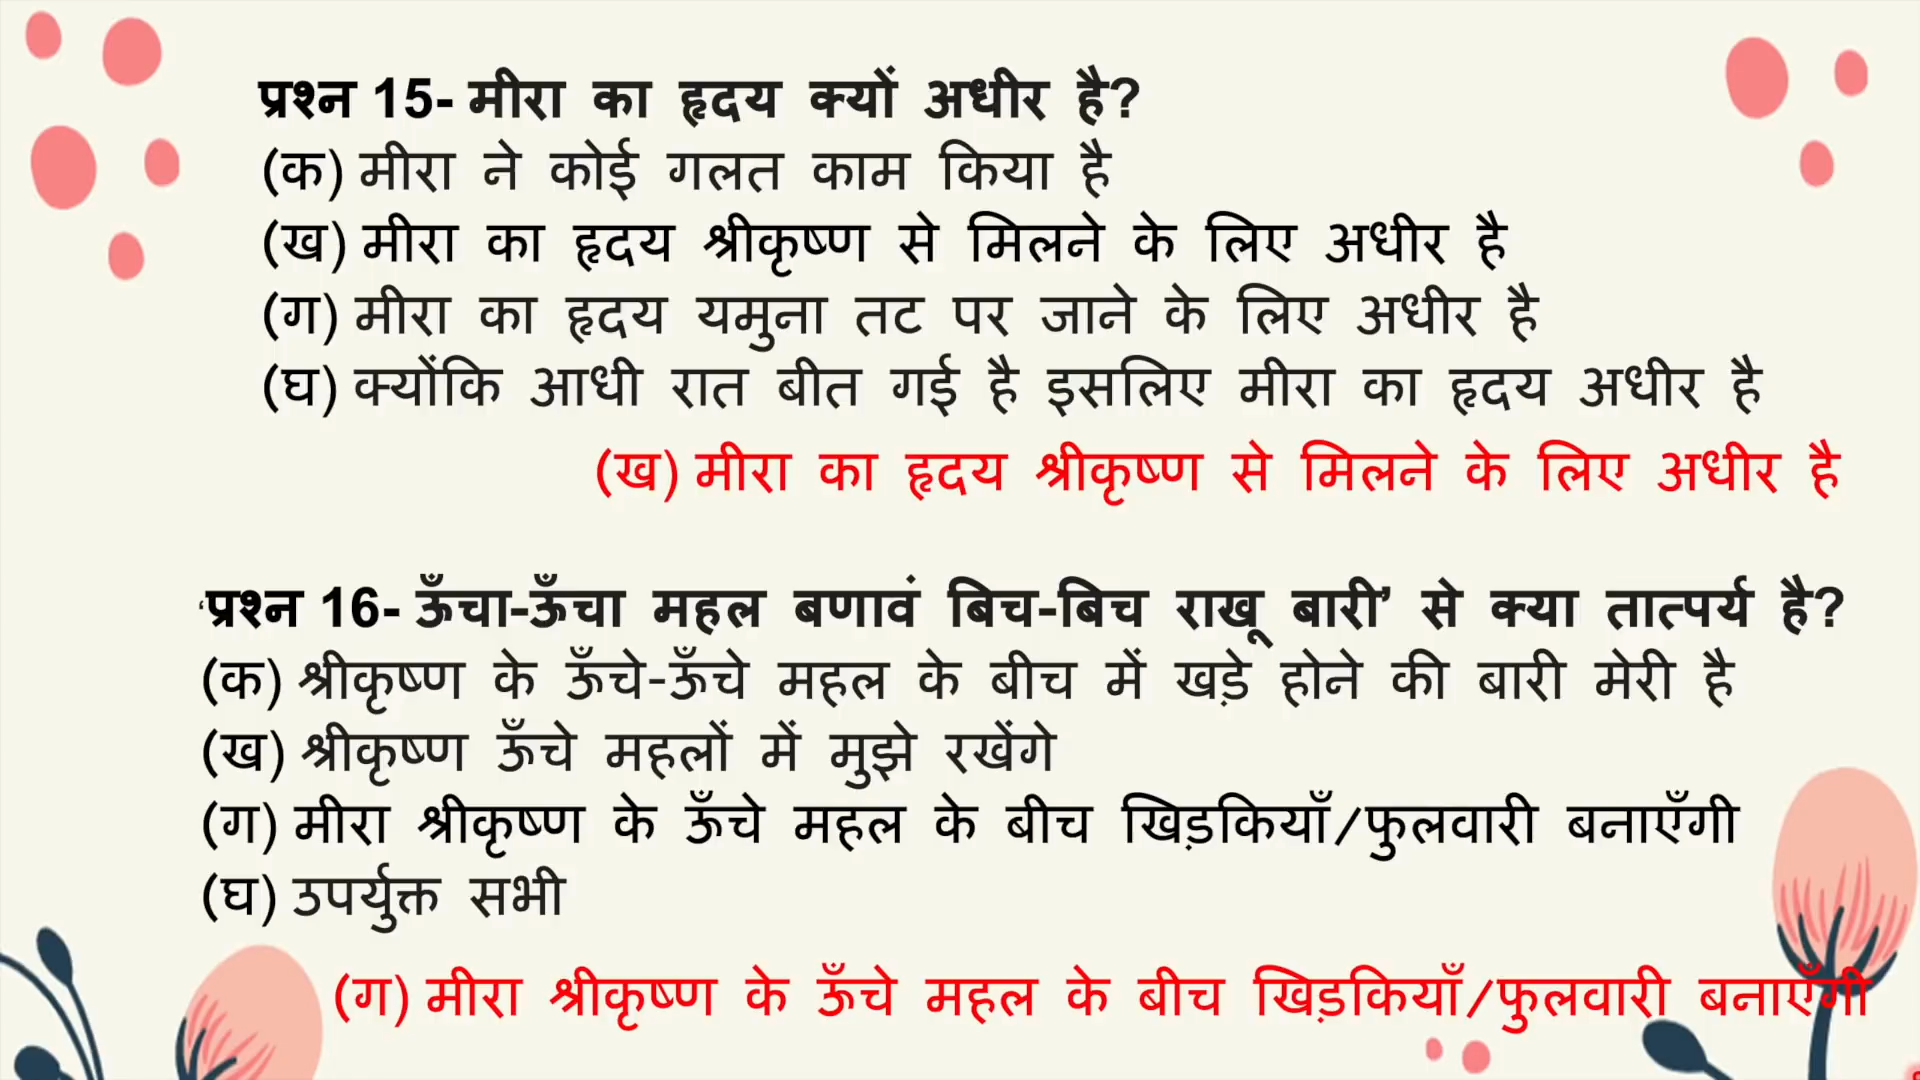 प्रश्न 15- मीरा का हृदय क्यों अधीर है?
(क) मीरा ने कोई गलत काम किया है
(ख) मीरा का हृदय श्रीकृष्ण से मिलने के लिए अधीर है
(ग) मीरा का हृदय यमुना तट पर जाने के लिए अधीर है
(घ) क्योंकि आधी रात बीत गई है इसलिए मीरा का हृदय अधीर है
(ख) मीरा का हृदय श्रीकृष्ण से मिलने के लिए अधीर है
‘प्रश्न 16- ऊँचा-ऊँचा महल बणावं बिच-बिच राखू बारी’ से क्या तात्पर्य है?
(क) श्रीकृष्ण के ऊँचे-ऊँचे महल के बीच में खड़े होने की बारी मेरी है
(ख) श्रीकृष्ण ऊँचे महलों में मुझे रखेंगे
(ग) मीरा श्रीकृष्ण के ऊँचे महल के बीच खिड़कियाँ/फुलवारी बनाएँगी
(घ) उपर्युक्त सभी
(ग) मीरा श्रीकृष्ण के ऊँचे महल के बीच खिड़कियाँ/फुलवारी बनाएँगी